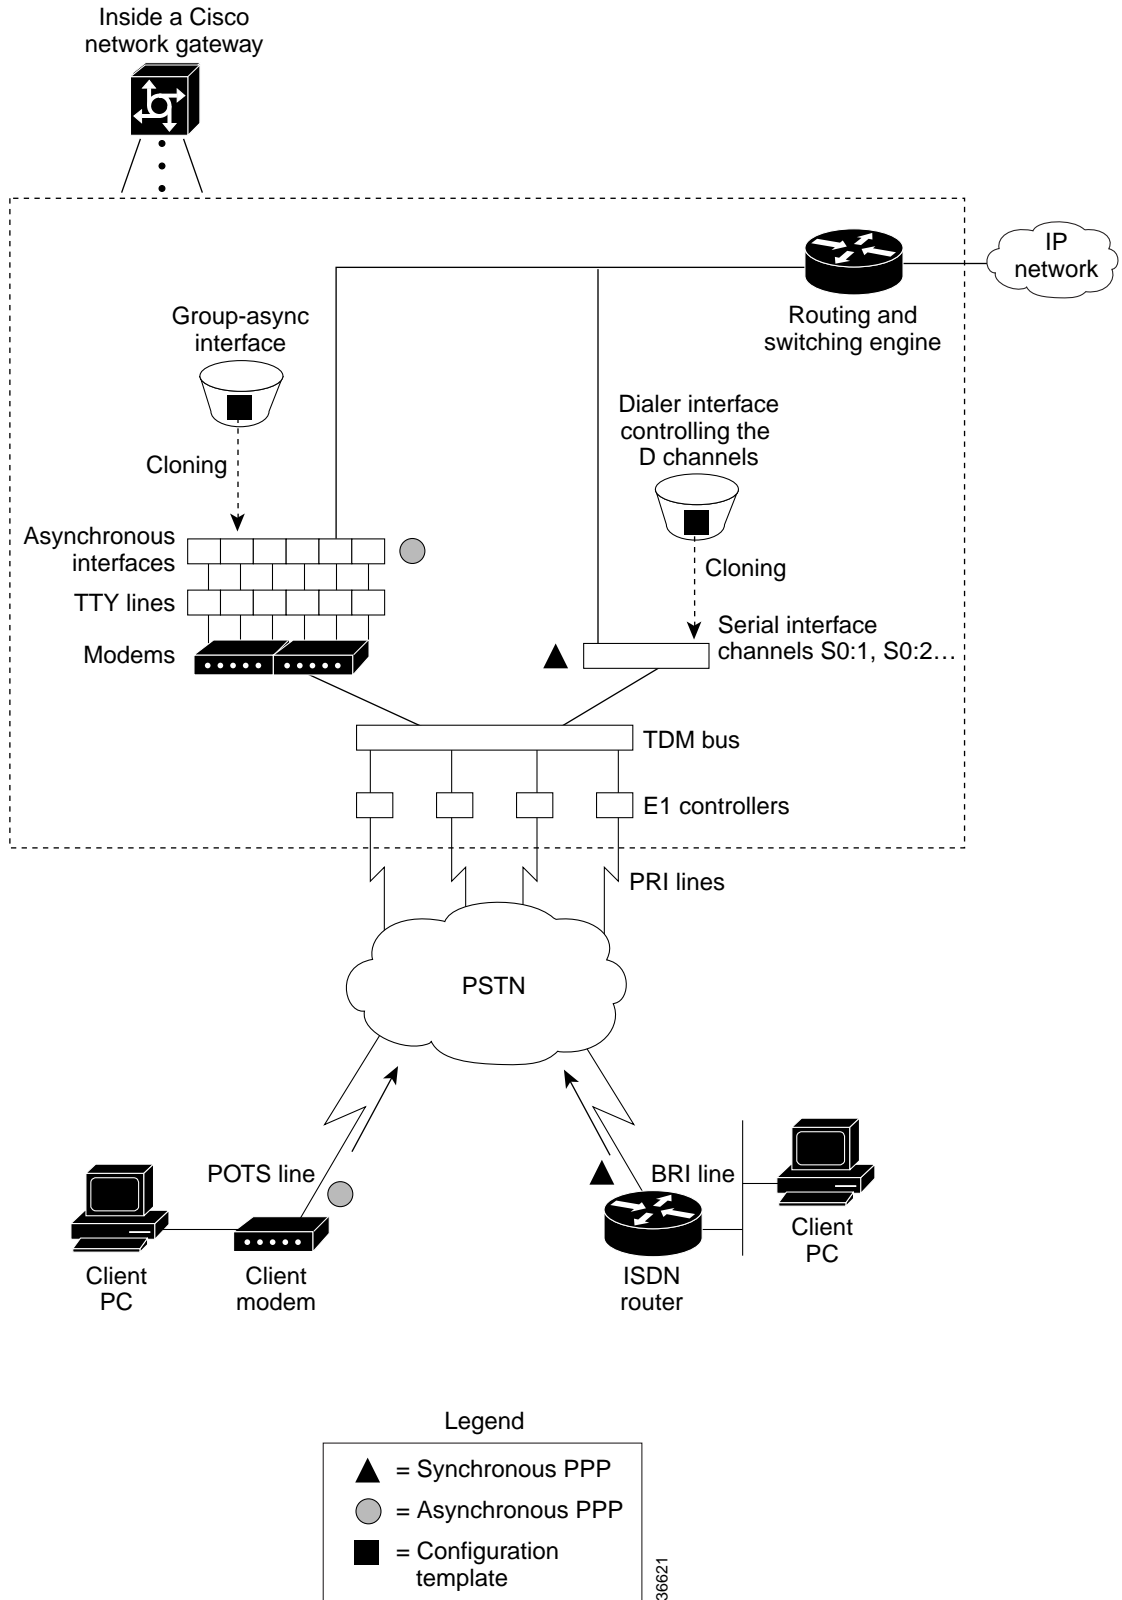 Inside a Cisco
network gateway
IP
network
Routing and
switching engine
Group-async
interface
Dialer interface
controlling the
D channels
Cloning
Asynchronous
interfaces
Cloning
TTY lines
Serial interface
channels S0:1, S0:2…
Modems
TDM bus
E1 controllers
PRI lines
PSTN
POTS line
BRI line
Client
PC
Client
PC
Client
modem
ISDN
router
Legend
= Synchronous PPP
= Asynchronous PPP
= Configuration
template
36621